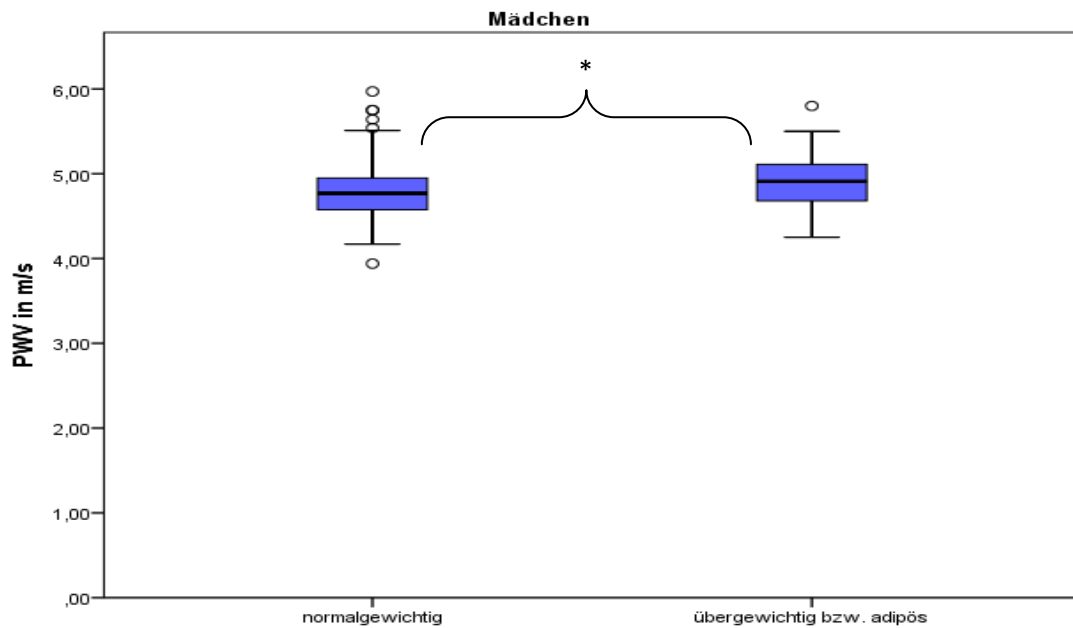 Mädchen
*
6,00
5,00
4,00
3,00
2,00
1,00
,00
PWV in m/s
normalgewichtig
übergewichtig bzw. adipös